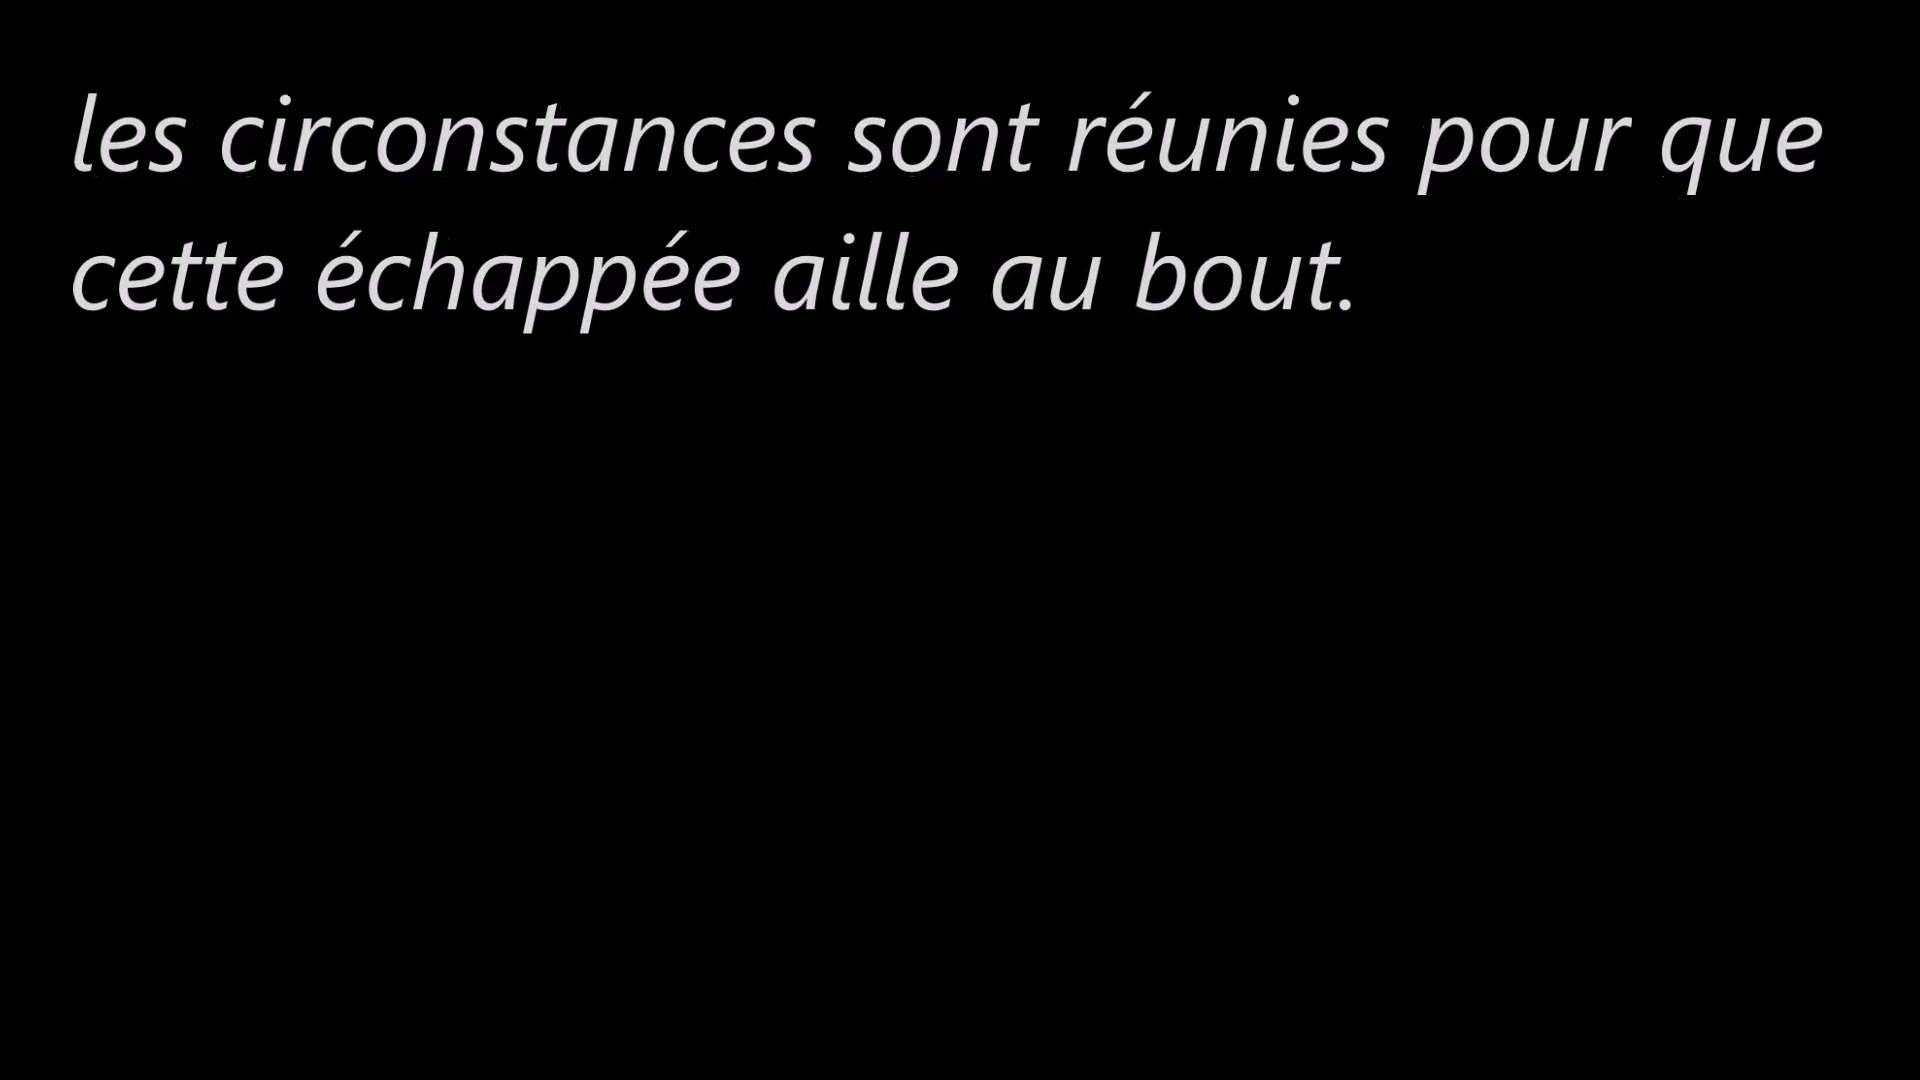 les circonstances sont réunies pour que
cette échappée aille au bout.